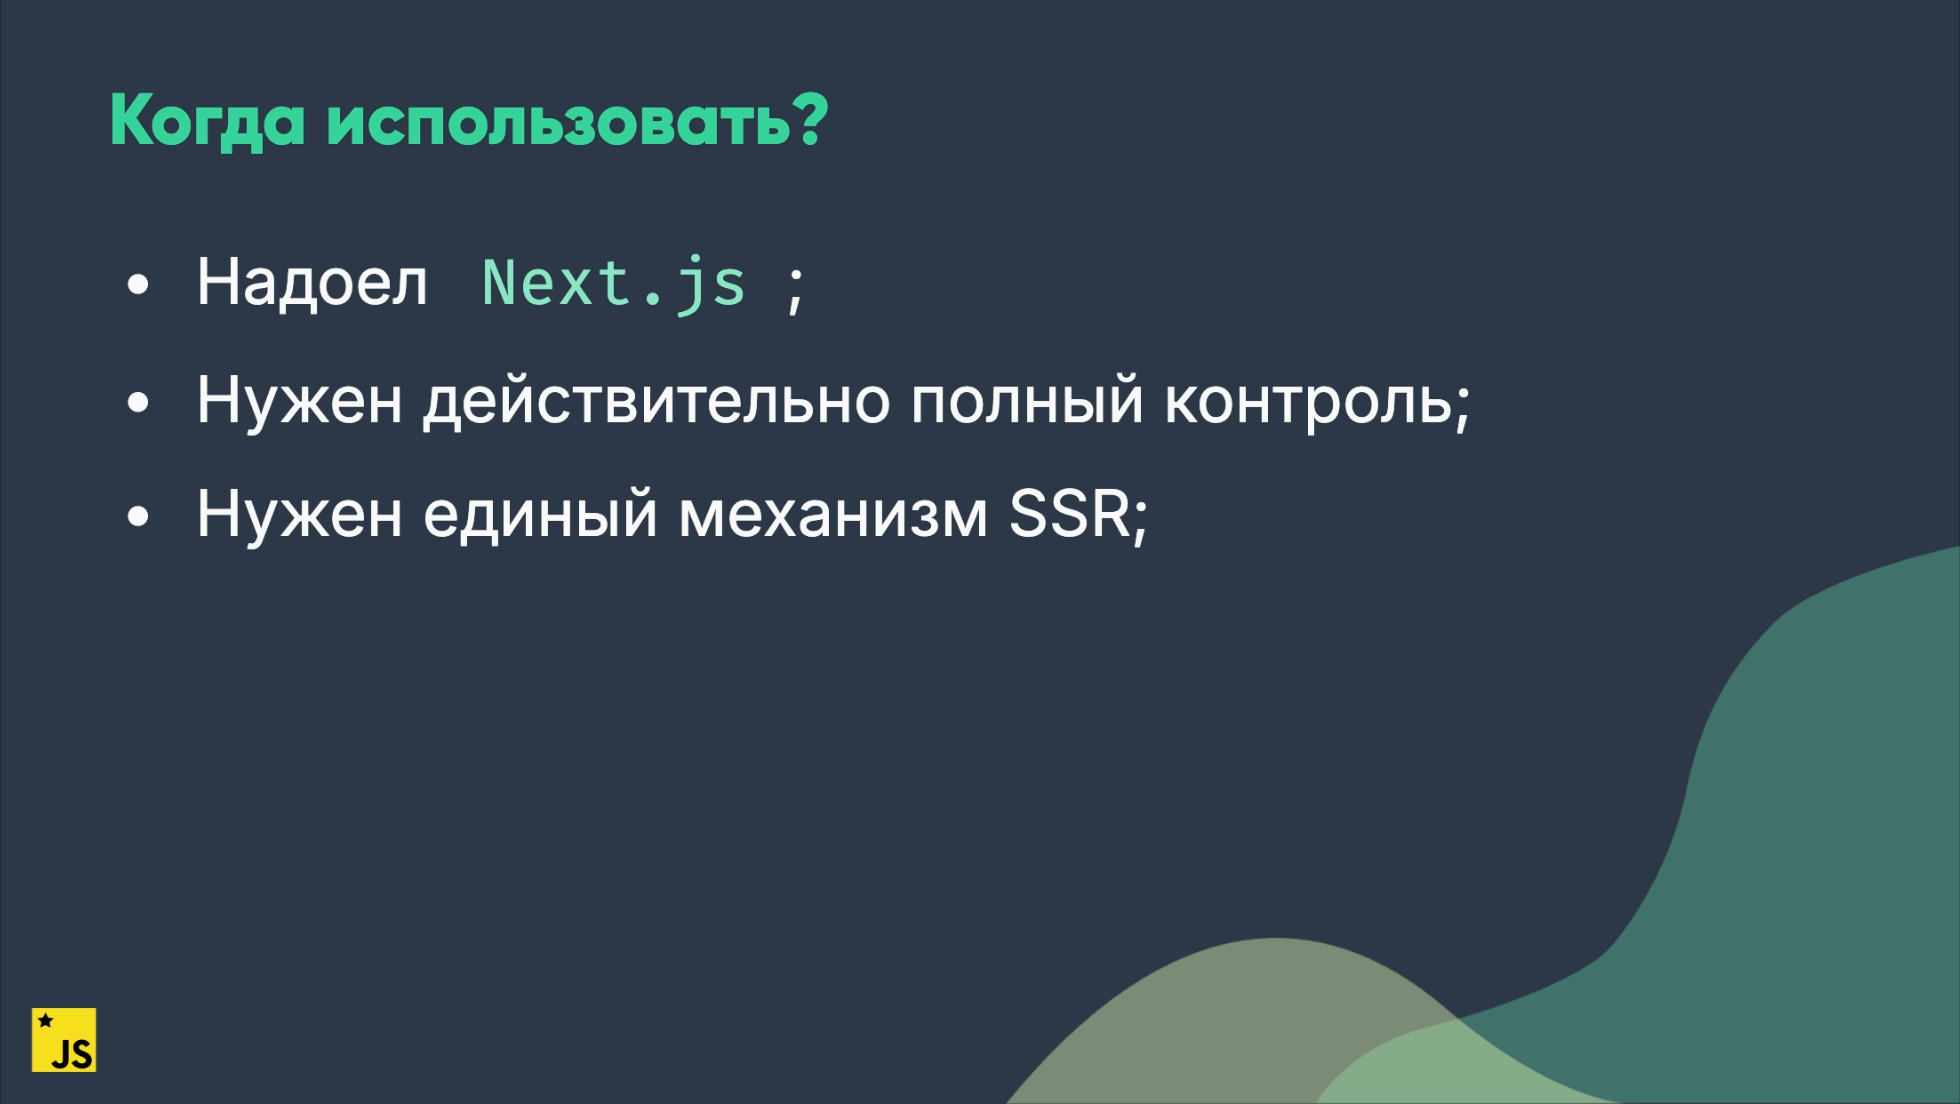 Когда использовать?
• Надоел Next.js ;
• Нужен действительно полный контроль;
• Нужен единый механизм SSR;
JS